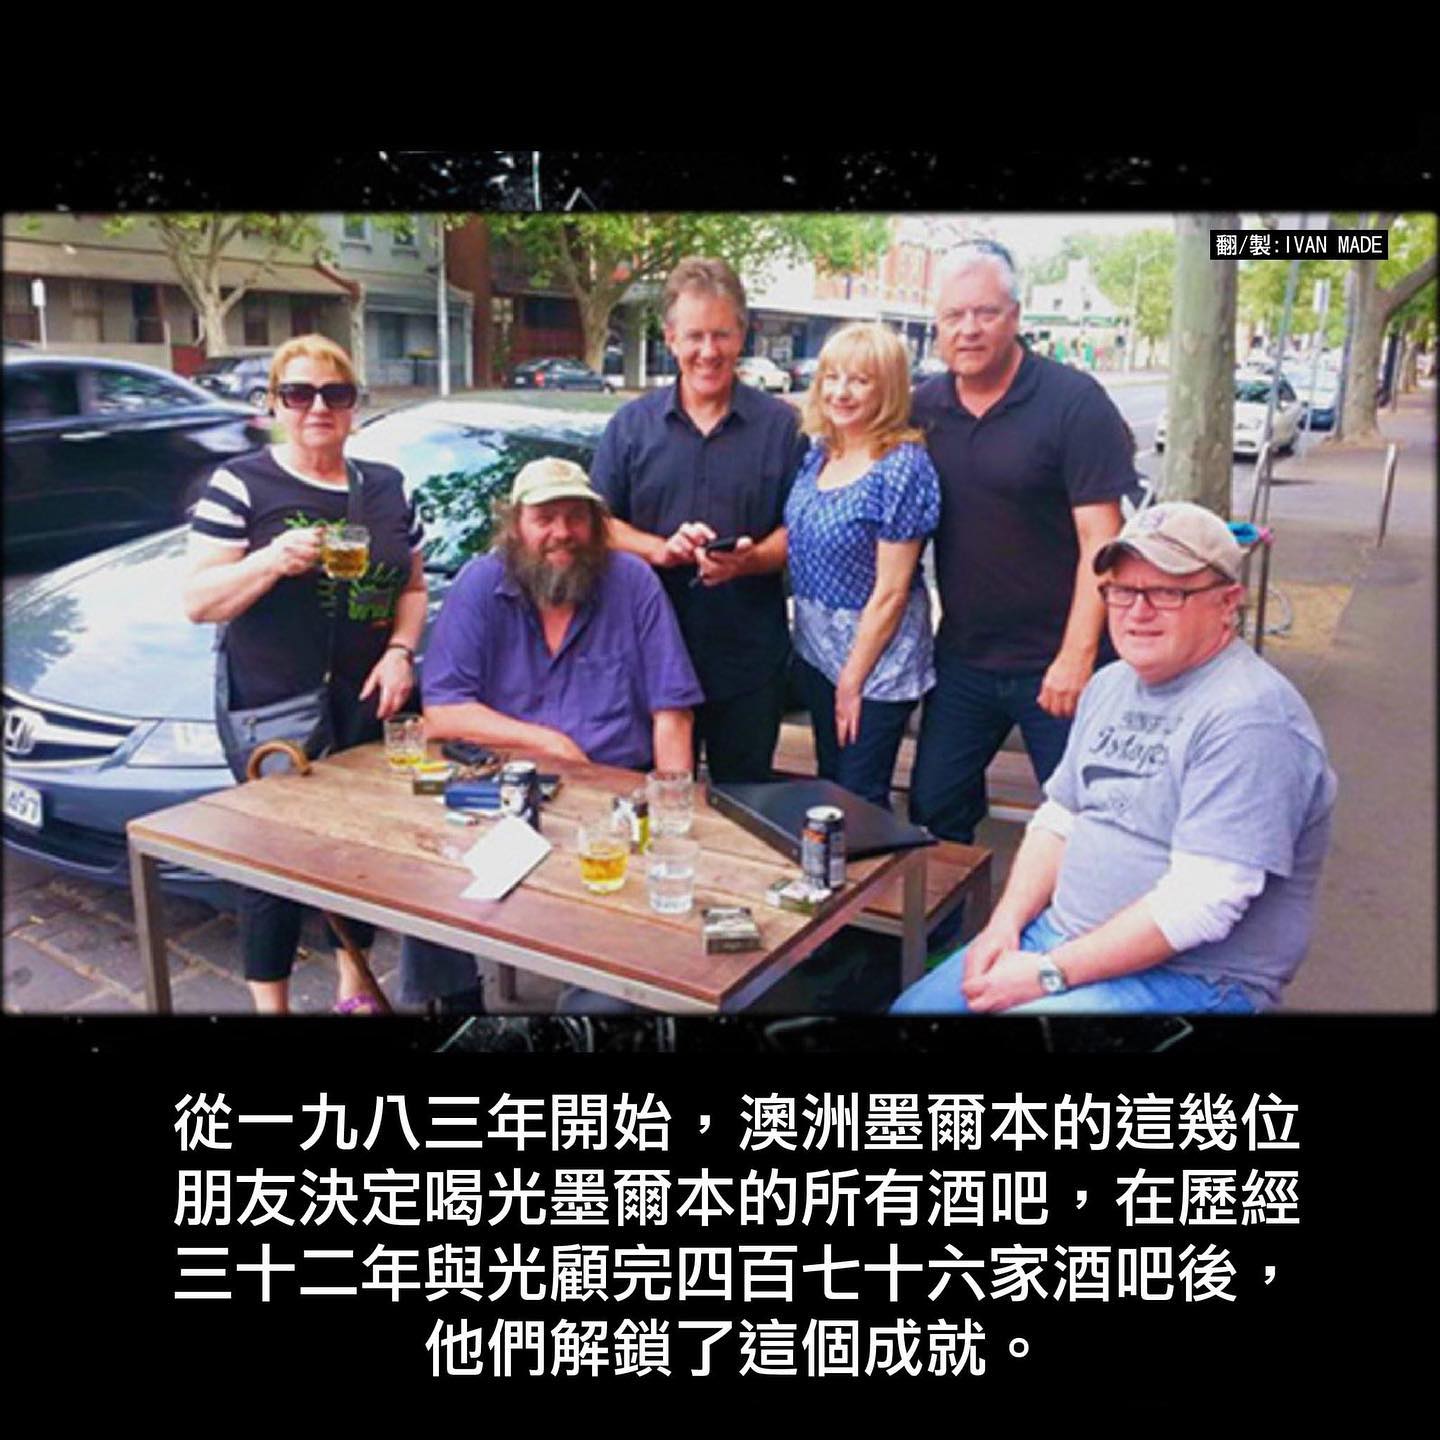 翻/製:IVAN MADE
從一九八三年開始，澳洲墨爾本的這幾位
朋友決定喝光墨爾本的所有酒吧，在歷經
三十二年與光顧完四百七十六家酒吧後，
他們解鎖了這個成就。